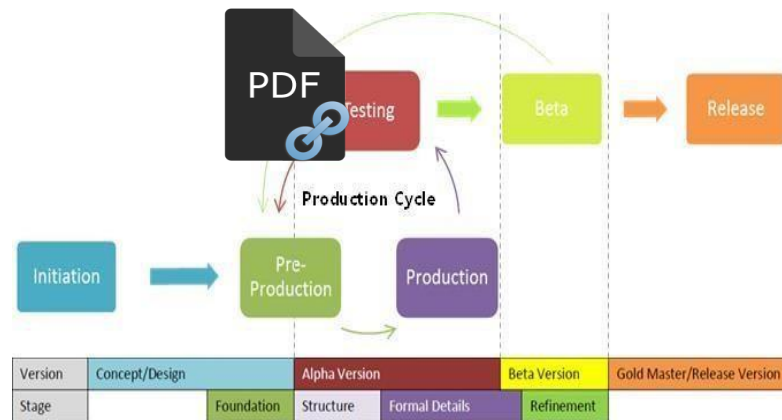 PDF
Testing
Beta
Release
Production Cycle
Initiation
Pre-
Production
Production
Version Concept/Design Alpha Version Beta Version Gold Master/Release Version
Stage Foundation Structure Formal Details Refinement